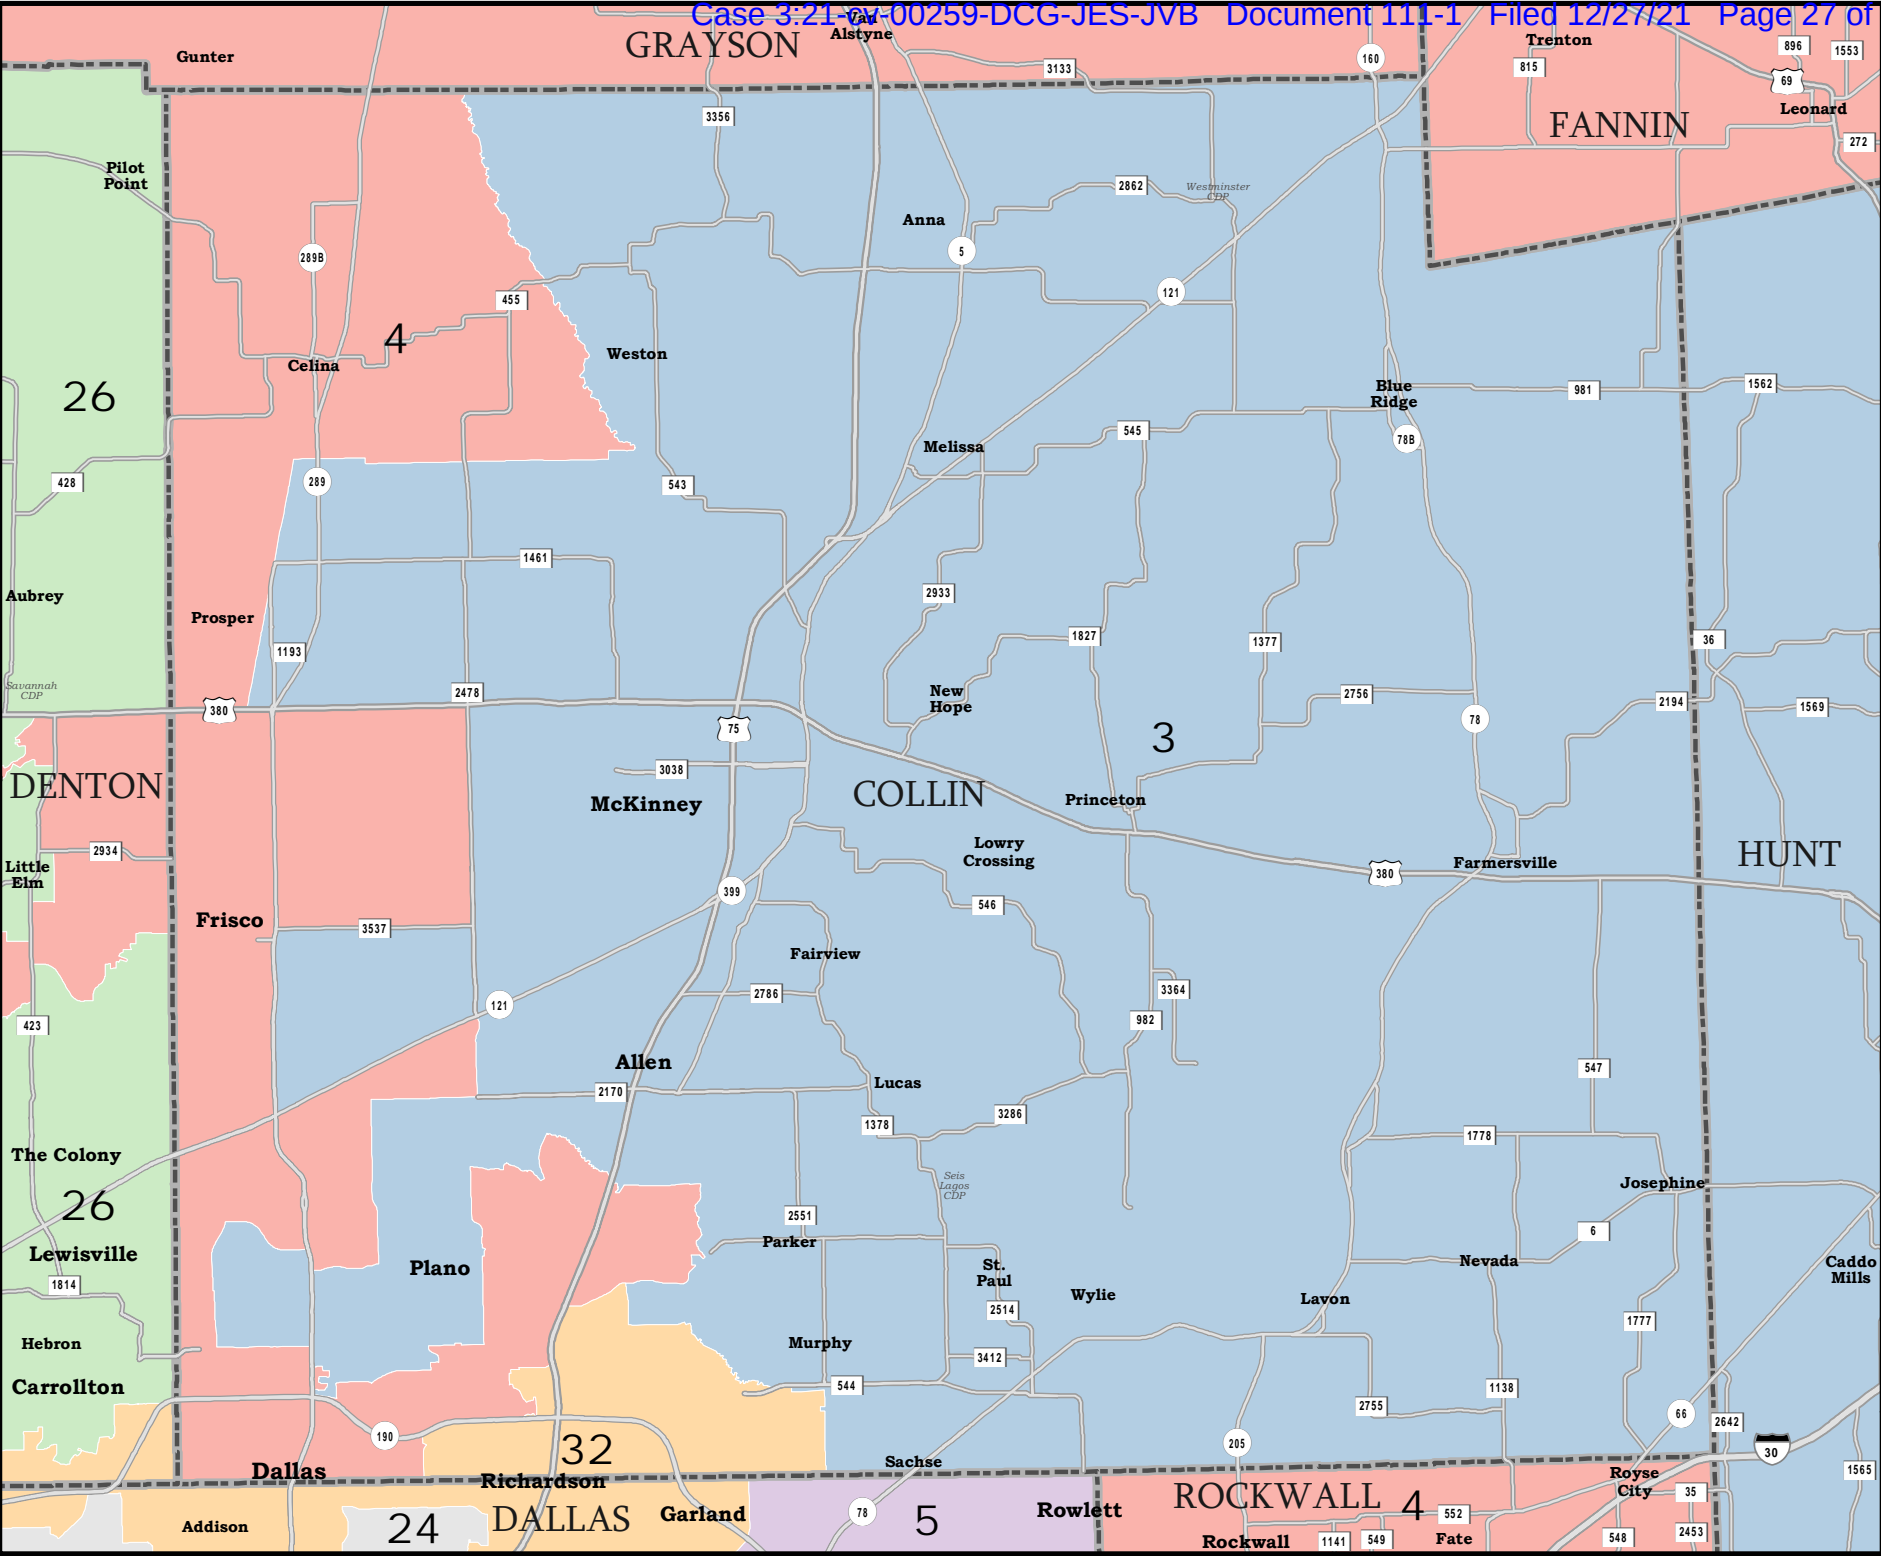 Case 3:21-cv-00259-DCG-JES-JVB Document 111-1 Filed 12/27/21 Page 27 of
Van
Alstyne
GRAYSON
Gunter
3133
160
Trenton
815
896
1553
69
Leonard
FANNIN
272
3356
Pilot
Point
2862
Westminster
CDP
Anna
5
289B
455
121
4
Celina
Weston
26
Blue
Ridge
981
1562
545
78B
Melissa
428
289
543
1461
Aubrey
2933
Prosper
1827
1377
36
1193
Savannah
CDP
2478
New
Hope
2756
2194
1569
380
75
78
3
DENTON
3038
McKinney
COLLIN
Princeton
2934
Lowry
Crossing
HUNT
Little
Elm
380
Farmersville
399
546
Frisco
3537
Fairview
2786
3364
121
982
423
Allen
547
2170
Lucas
3286
1378
1778
The Colony
Seis
Lagos
CDP
Josephine
26
2551
6
Parker
Lewisville
Plano
St.
Paul
Nevada
Caddo
Mills
1814
Wylie
Lavon
2514
1777
Hebron
Murphy
3412
Carrollton
544
1138
2755
66
2642
190
205
32
30
Dallas
Sachse
Richardson
1565
Royse
City
ROCKWALL
4
35
Addison
24
DALLAS
Garland
78
5
Rowlett
552
Rockwall
1141
549
Fate
548
2453